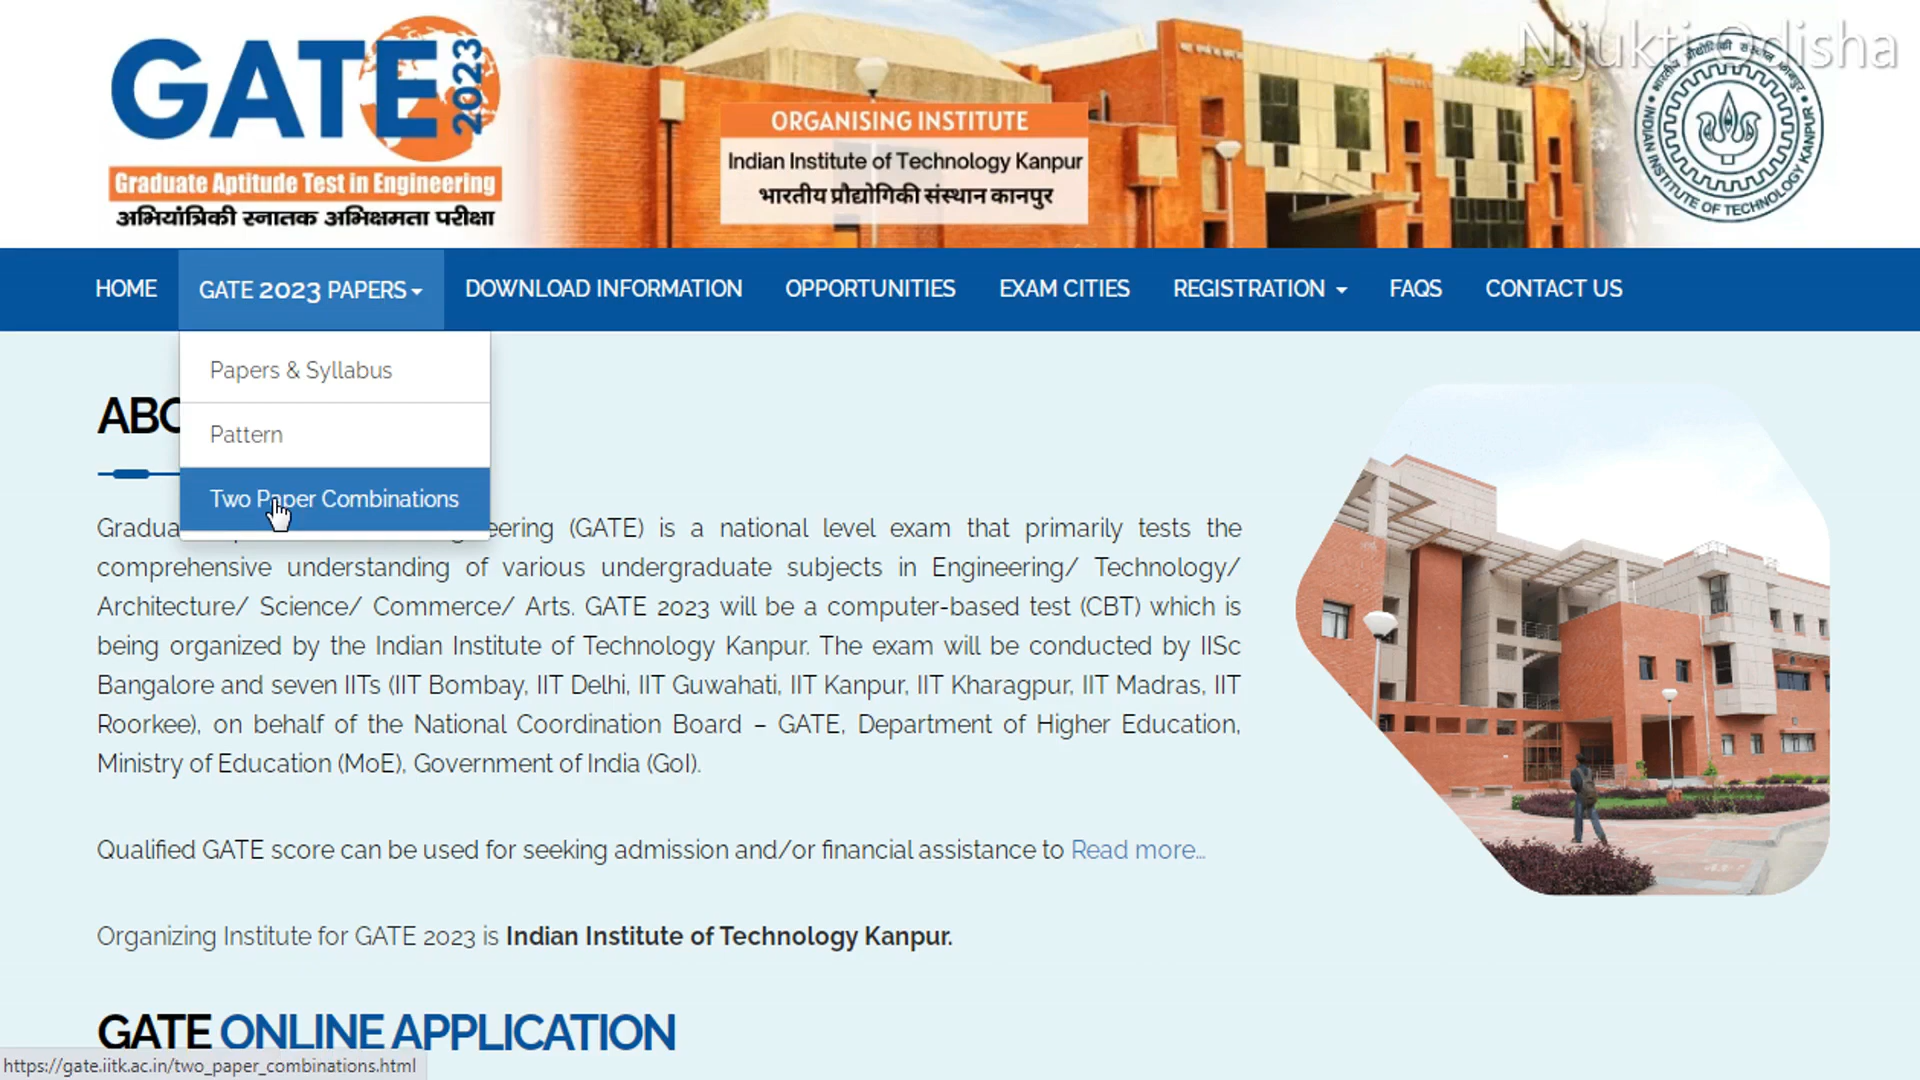 Nijukti Odisha
GATE 2023
Graduate Aptitude Test in Engineering
अभियांत्रिकी स्नातक अभिक्षमता परीक्षा
ORGANISING INSTITUTE
Indian Institute of Technology Kanpur
भारतीय प्रौद्योगिकी संस्थान कानपुर
INDIAN INSTITUTE OF TECHNOLOGY KANPUR
HOME GATE 2023 PAPERS DOWNLOAD INFORMATION OPPORTUNITIES EXAM CITIES REGISTRATION FAQS CONTACT US
Papers & Syllabus
Pattern
Two Paper Combinations
ABO
Gradua eering (GATE) is a national level exam that primarily tests the
comprehensive understanding of various undergraduate subjects in Engineering/ Technology/
Architecture/ Science/ Commerce/ Arts. GATE 2023 will be a computer-based test (CBT) which is
being organized by the Indian Institute of Technology Kanpur. The exam will be conducted by IISc
Bangalore and seven IITs (IIT Bombay, IIT Delhi, IIT Guwahati, IIT Kanpur, IIT Kharagpur, IIT Madras, IIT
Roorkee), on behalf of the National Coordination Board – GATE, Department of Higher Education,
Ministry of Education (MoE), Government of India (GoI).
Qualified GATE score can be used for seeking admission and/or financial assistance to Read more...
Organizing Institute for GATE 2023 is Indian Institute of Technology Kanpur.
GATE ONLINE APPLICATION
https://gate.iitk.ac.in/two_paper_combinations.html